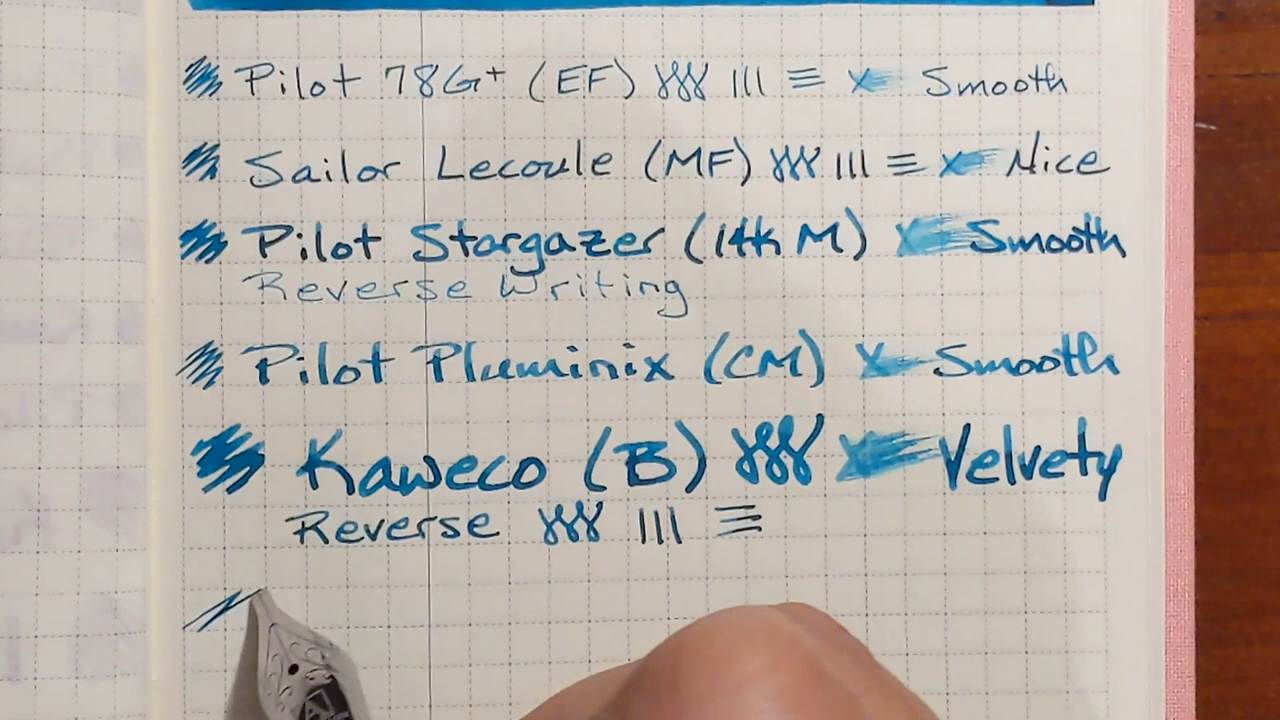 Pilot 78G+ (EF) Smooth
Sailor Lecoule (MF) Nice
Pilot Stargazer (14k M) Smooth
Reverse Writing
Pilot Pluminix (CM) Smooth
Kaweco (B) Velvety
Reverse